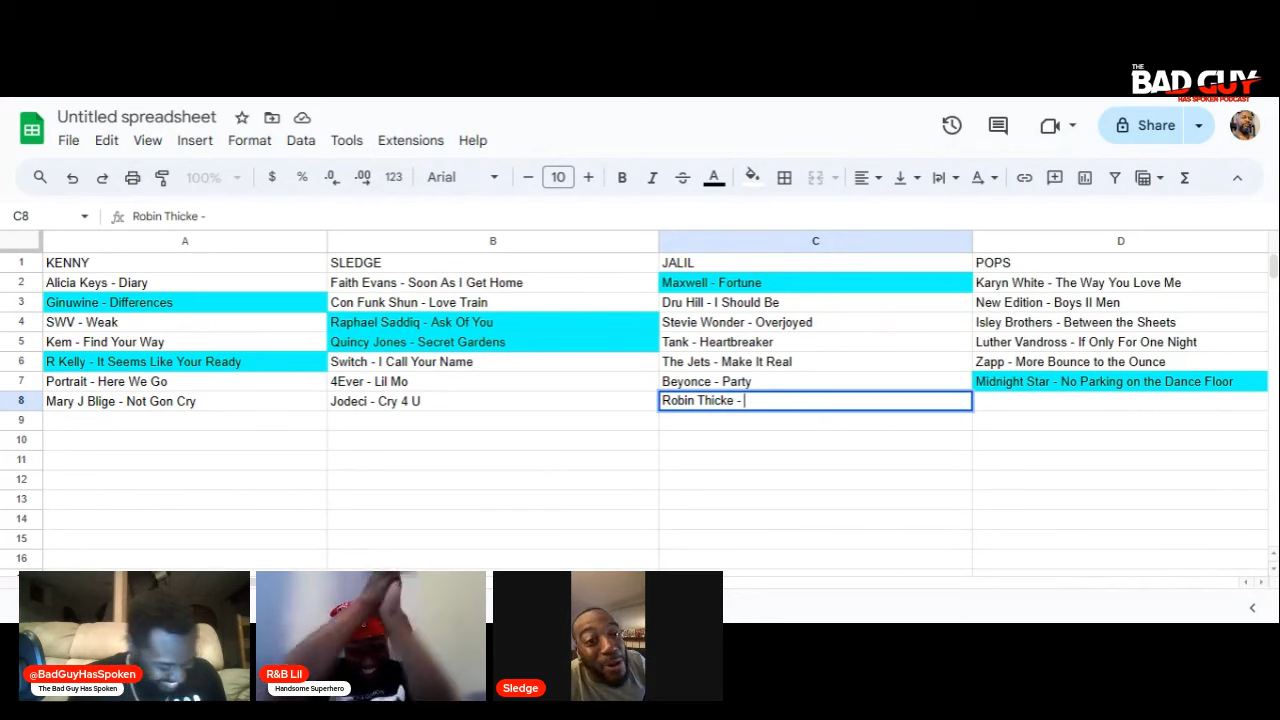 THE
BAD GUY
HAS SPOKEN PODCAST
Untitled spreadsheet
File Edit View Insert Format Data Tools Extensions Help
Share
100% $ % .0 .00 123 Arial 10 B I S A Σ
C8 fx Robin Thicke -
A B C D
1 KENNY SLEDGE JALIL POPS
2 Alicia Keys - Diary Faith Evans - Soon As I Get Home Maxwell - Fortune Karyn White - The Way You Love Me
3 Ginuwine - Differences Con Funk Shun - Love Train Dru Hill - I Should Be New Edition - Boys II Men
4 SWV - Weak Raphael Saddiq - Ask Of You Stevie Wonder - Overjoyed Isley Brothers - Between the Sheets
5 Kem - Find Your Way Quincy Jones - Secret Gardens Tank - Heartbreaker Luther Vandross - If Only For One Night
6 R Kelly - It Seems Like Your Ready Switch - I Call Your Name The Jets - Make It Real Zapp - More Bounce to the Ounce
7 Portrait - Here We Go 4Ever - Lil Mo Beyonce - Party Midnight Star - No Parking on the Dance Floor
8 Mary J Blige - Not Gon Cry Jodeci - Cry 4 U Robin Thicke -
9
10
11
12
13
14
15
16
@BadGuyHasSpoken
The Bad Guy Has Spoken
R&B Lil
Handsome Superhero
Sledge